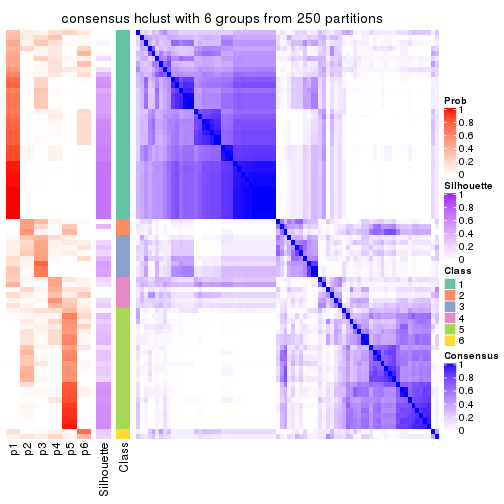 consensus hclust with 6 groups from 250 partitions
Prob
1
0.8
0.6
0.4
0.2
0
Silhouette
1
0.8
0.6
0.4
0.2
0
Class
1
2
3
4
5
6
Consensus
1
0.8
0.6
0.4
0.2
0
p1
p2
p3
p4
p5
p6
Silhouette
Class